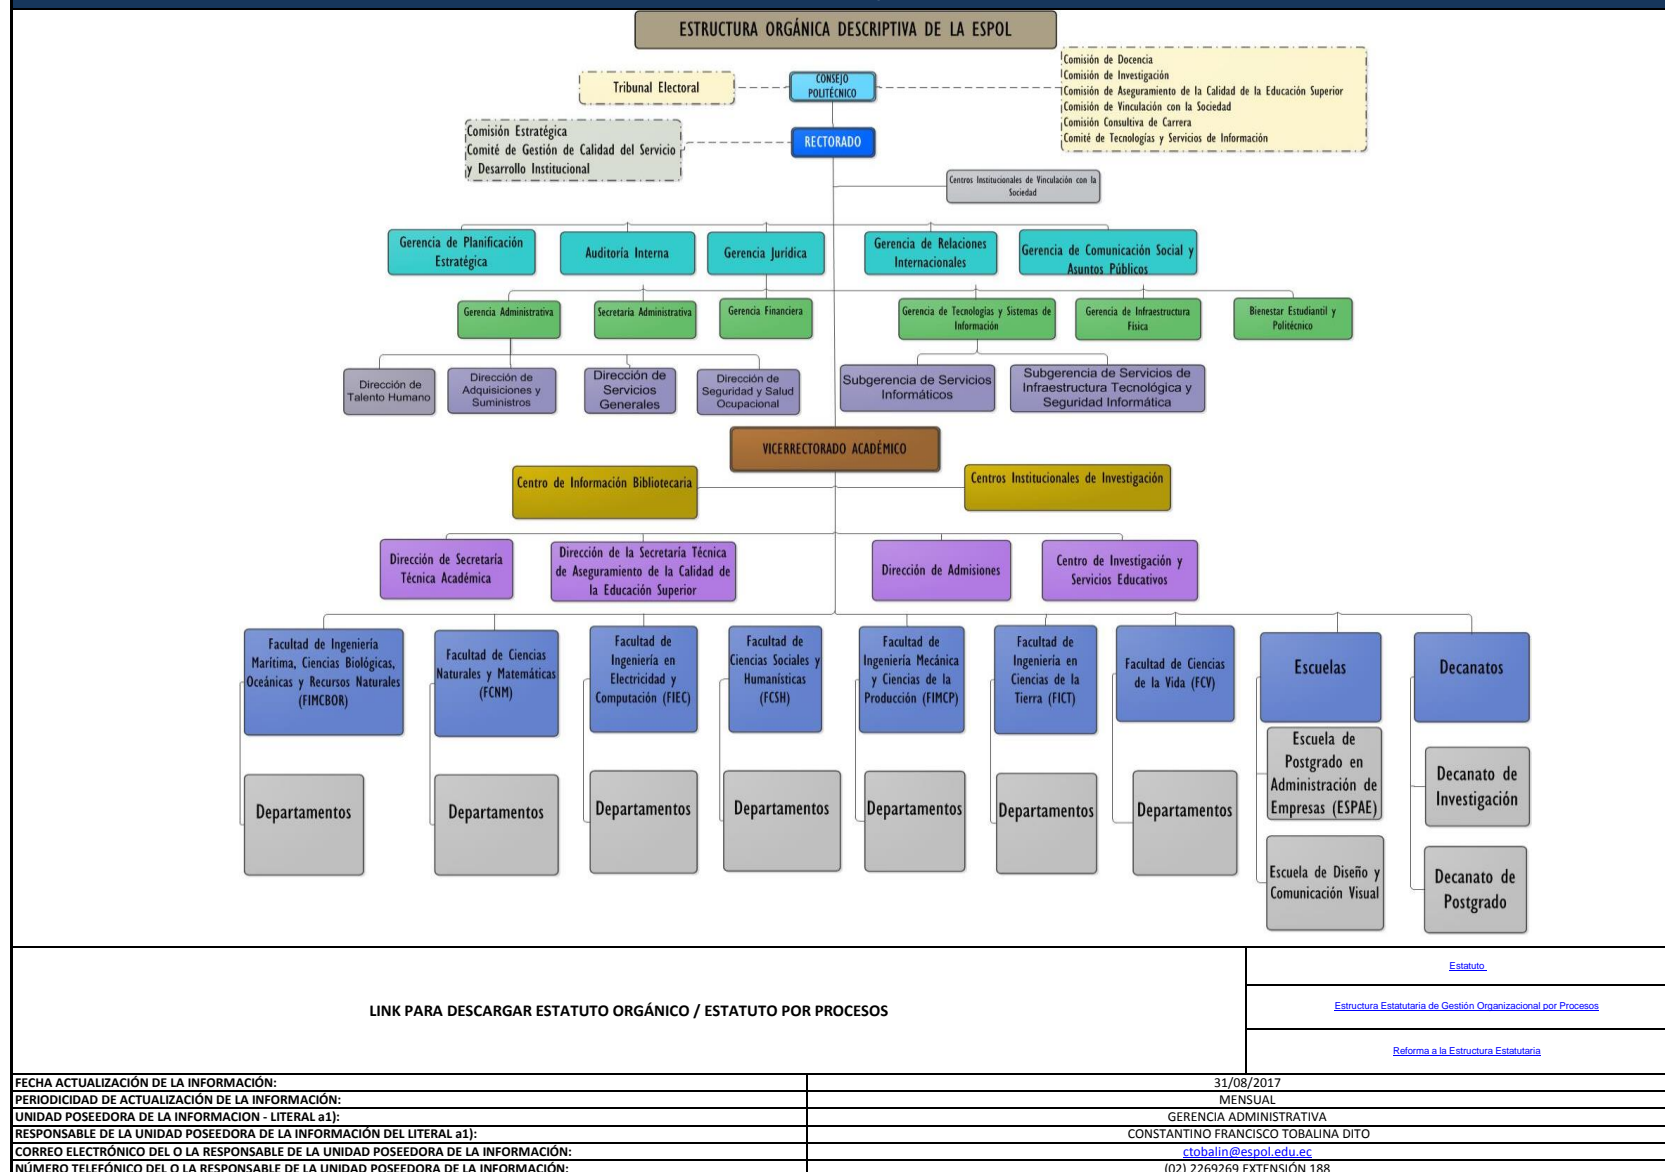 ESTRUCTURA ORGÁNICA DESCRIPTIVA DE LA ESPOL
Tribunal Electoral
CONSEJO
POLITÉCNICO
Comisión de Docencia
Comisión de Investigación
Comisión de Aseguramiento de la Calidad de la Educación Superior
Comisión de Vinculación con la Sociedad
Comisión Consultiva de Carrera
Comité de Tecnologías y Servicios de Información
Comisión Estratégica
Comité de Gestión de Calidad del Servicio
y Desarrollo Institucional
RECTORADO
Centros Institucionales de Vinculación con la
Sociedad
Gerencia de Planificación
Estratégica
Auditoría Interna
Gerencia Jurídica
Gerencia de Relaciones
Internacionales
Gerencia de Comunicación Social y
Asuntos Públicos
Gerencia Administrativa
Secretaría Administrativa
Gerencia Financiera
Gerencia de Tecnologías y Sistemas de
Información
Gerencia de Infraestructura
Física
Bienestar Estudiantil y
Politécnico
Dirección de
Talento Humano
Dirección de
Adquisiciones y
Suministros
Dirección de
Servicios
Generales
Dirección de
Seguridad y Salud
Ocupacional
Subgerencia de Servicios
Informáticos
Subgerencia de Servicios de
Infraestructura Tecnológica y
Seguridad Informática
VICERRECTORADO ACADÉMICO
Centro de Información Bibliotecaria
Centros Institucionales de Investigación
Dirección de Secretaría
Técnica Académica
Dirección de la Secretaría Técnica
de Aseguramiento de la Calidad de
la Educación Superior
Dirección de Admisiones
Centro de Investigación y
Servicios Educativos
Facultad de Ingeniería
Marítima, Ciencias Biológicas,
Oceánicas y Recursos Naturales
(FIMCBOR)
Facultad de Ciencias
Naturales y Matemáticas
(FCNM)
Facultad de
Ingeniería en
Electricidad y
Computación (FIEC)
Facultad de
Ciencias Sociales y
Humanísticas
(FCSH)
Facultad de
Ingeniería Mecánica
y Ciencias de la
Producción (FIMCP)
Facultad de
Ingeniería en
Ciencias de la
Tierra (FICT)
Facultad de Ciencias
de la Vida (FCV)
Escuelas
Decanatos
Departamentos
Departamentos
Departamentos
Departamentos
Departamentos
Departamentos
Departamentos
Escuela de
Postgrado en
Administración de
Empresas (ESPAE)
Escuela de Diseño y
Comunicación Visual
Decanato de
Investigación
Decanato de
Postgrado
LINK PARA DESCARGAR ESTATUTO ORGÁNICO / ESTATUTO POR PROCESOS
Estatuto
Estructura Estatutaria de Gestión Organizacional por Procesos
Reforma a la Estructura Estatutaria
FECHA ACTUALIZACIÓN DE LA INFORMACIÓN: 31/08/2017
PERIODICIDAD DE ACTUALIZACIÓN DE LA INFORMACIÓN: MENSUAL
UNIDAD POSEEDORA DE LA INFORMACION - LITERAL a1): GERENCIA ADMINISTRATIVA
RESPONSABLE DE LA UNIDAD POSEEDORA DE LA INFORMACIÓN DEL LITERAL a1): CONSTANTINO FRANCISCO TOBALINA DITO
CORREO ELECTRÓNICO DEL O LA RESPONSABLE DE LA UNIDAD POSEEDORA DE LA INFORMACIÓN: ctobalin@espol.edu.ec
NÚMERO TELEFÓNICO DEL O LA RESPONSABLE DE LA UNIDAD POSEEDORA DE LA INFORMACIÓN: (02) 2269269 EXTENSIÓN 188